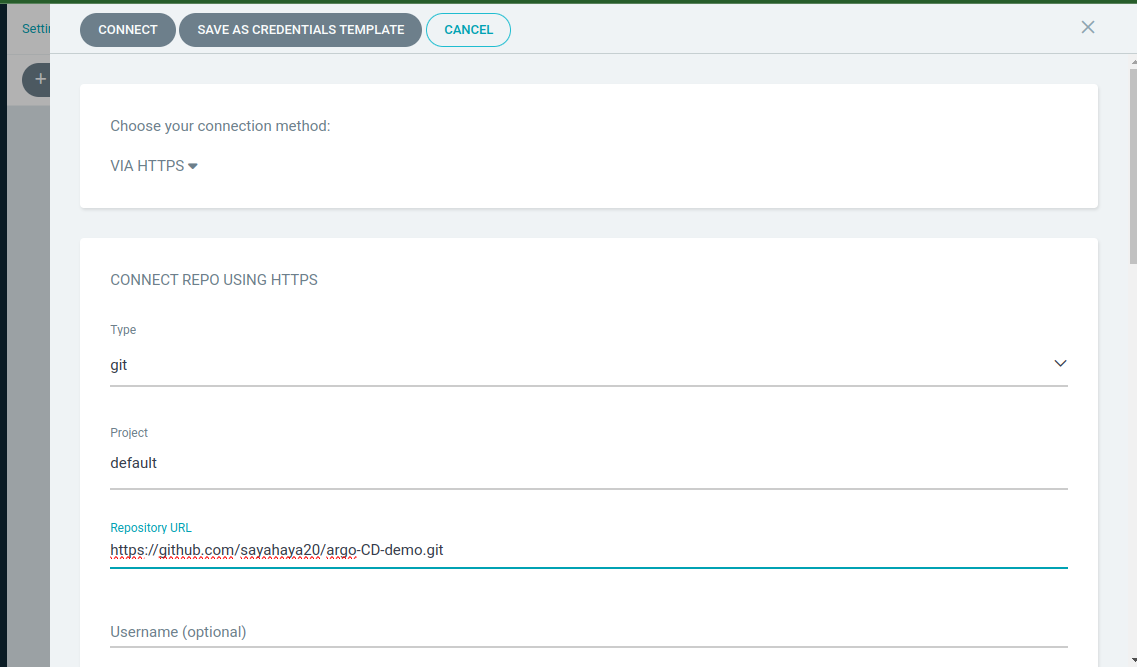 Settin
CONNECT
SAVE AS CREDENTIALS TEMPLATE
CANCEL
Choose your connection method:
VIA HTTPS
CONNECT REPO USING HTTPS
Type
git
Project
default
Repository URL
https://github.com/sayahaya20/argo-CD-demo.git
Username (optional)